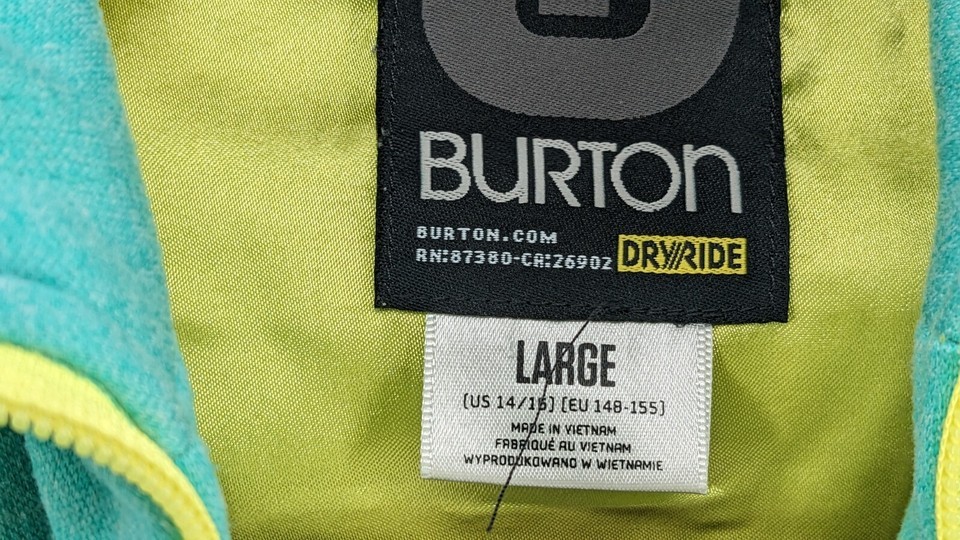 BURTON
BURTON.COM
RN:87380-CA:26902 DRYRIDE
LARGE
[US 14/16] [EU 148-155]
MADE IN VIETNAM
FABRIQUÉ AU VIETNAM
WYPRODUKOWANO W WIETNAMIE